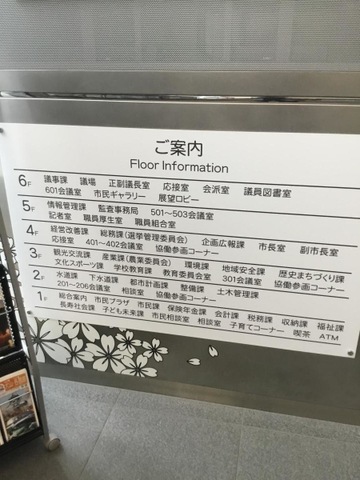 ご案内
Floor Information
6F 議事課 議場 正副議長室 応接室 会派室 議員図書室
601会議室 市民ギャラリー 展望ロビー
5F 情報管理課 監査事務局 501〜503会議室
記者室 職員厚生室 職員組合室
4F 経営改善課 総務課(選挙管理委員会) 企画広報課 市長室 副市長室
応接室 401〜402会議室 協働参画コーナー
3F 観光交流課 産業課(農業委員会) 環境課 地域安全課 歴史まちづくり課
文化スポーツ課 学校教育課 教育委員会室 301会議室 協働参画コーナー
2F 水道課 下水道課 都市計画課 整備課 土木管理課
201〜206会議室 相談室 協働参画コーナー
1F 総合案内 市民プラザ 市民課 保険年金課 会計課 税務課 収納課 福祉課
長寿社会課 子ども未来課 市民相談室 相談室 子育てコーナー 喫茶 ATM